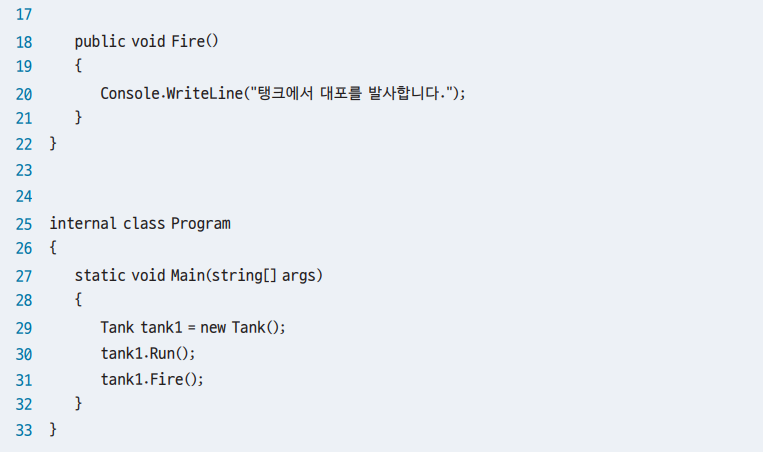 17
18 public void Fire()
19 {
20 Console.WriteLine("탱크에서 대포를 발사합니다.");
21 }
22 }
23
24
25 internal class Program
26 {
27 static void Main(string[] args)
28 {
29 Tank tank1 = new Tank();
30 tank1.Run();
31 tank1.Fire();
32 }
33 }